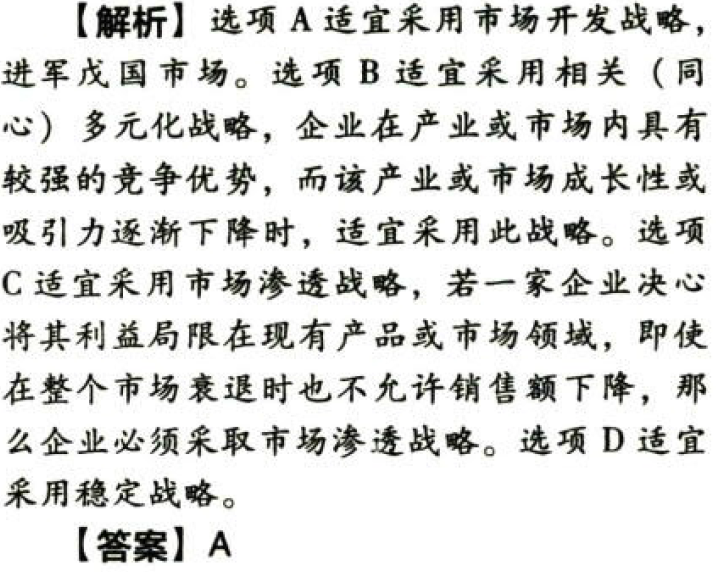 【解析】选项 A 适宜采用市场开发战略，
进军戊国市场。选项 B 适宜采用相关（同
心）多元化战略，企业在产业或市场内具有
较强的竞争优势，而该产业或市场成长性或
吸引力逐渐下降时，适宜采用此战略。选项
C 适宜采用市场渗透战略，若一家企业决心
将其利益局限在现有产品或市场领域，即使
在整个市场衰退时也不允许销售额下降，那
么企业必须采取市场渗透战略。选项 D 适宜
采用稳定战略。
【答案】A